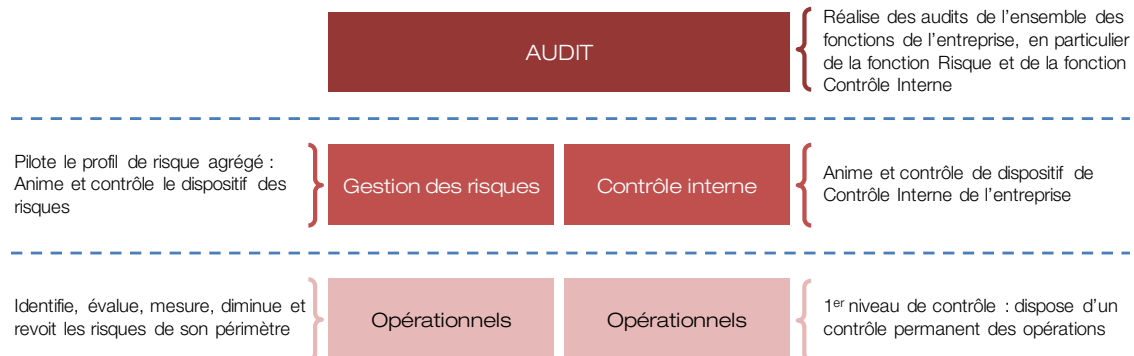 AUDIT
Réalise des audits de l'ensemble des
fonctions de l'entreprise, en particulier
de la fonction Risque et de la fonction
Contrôle Interne
Pilote le profil de risque agrégé :
Anime et contrôle le dispositif des
risques
Gestion des risques
Contrôle interne
Anime et contrôle de dispositif de
Contrôle Interne de l'entreprise
Identifie, évalue, mesure, diminue et
revoit les risques de son périmètre
Opérationnels
Opérationnels
1er niveau de contrôle : dispose d'un
contrôle permanent des opérations